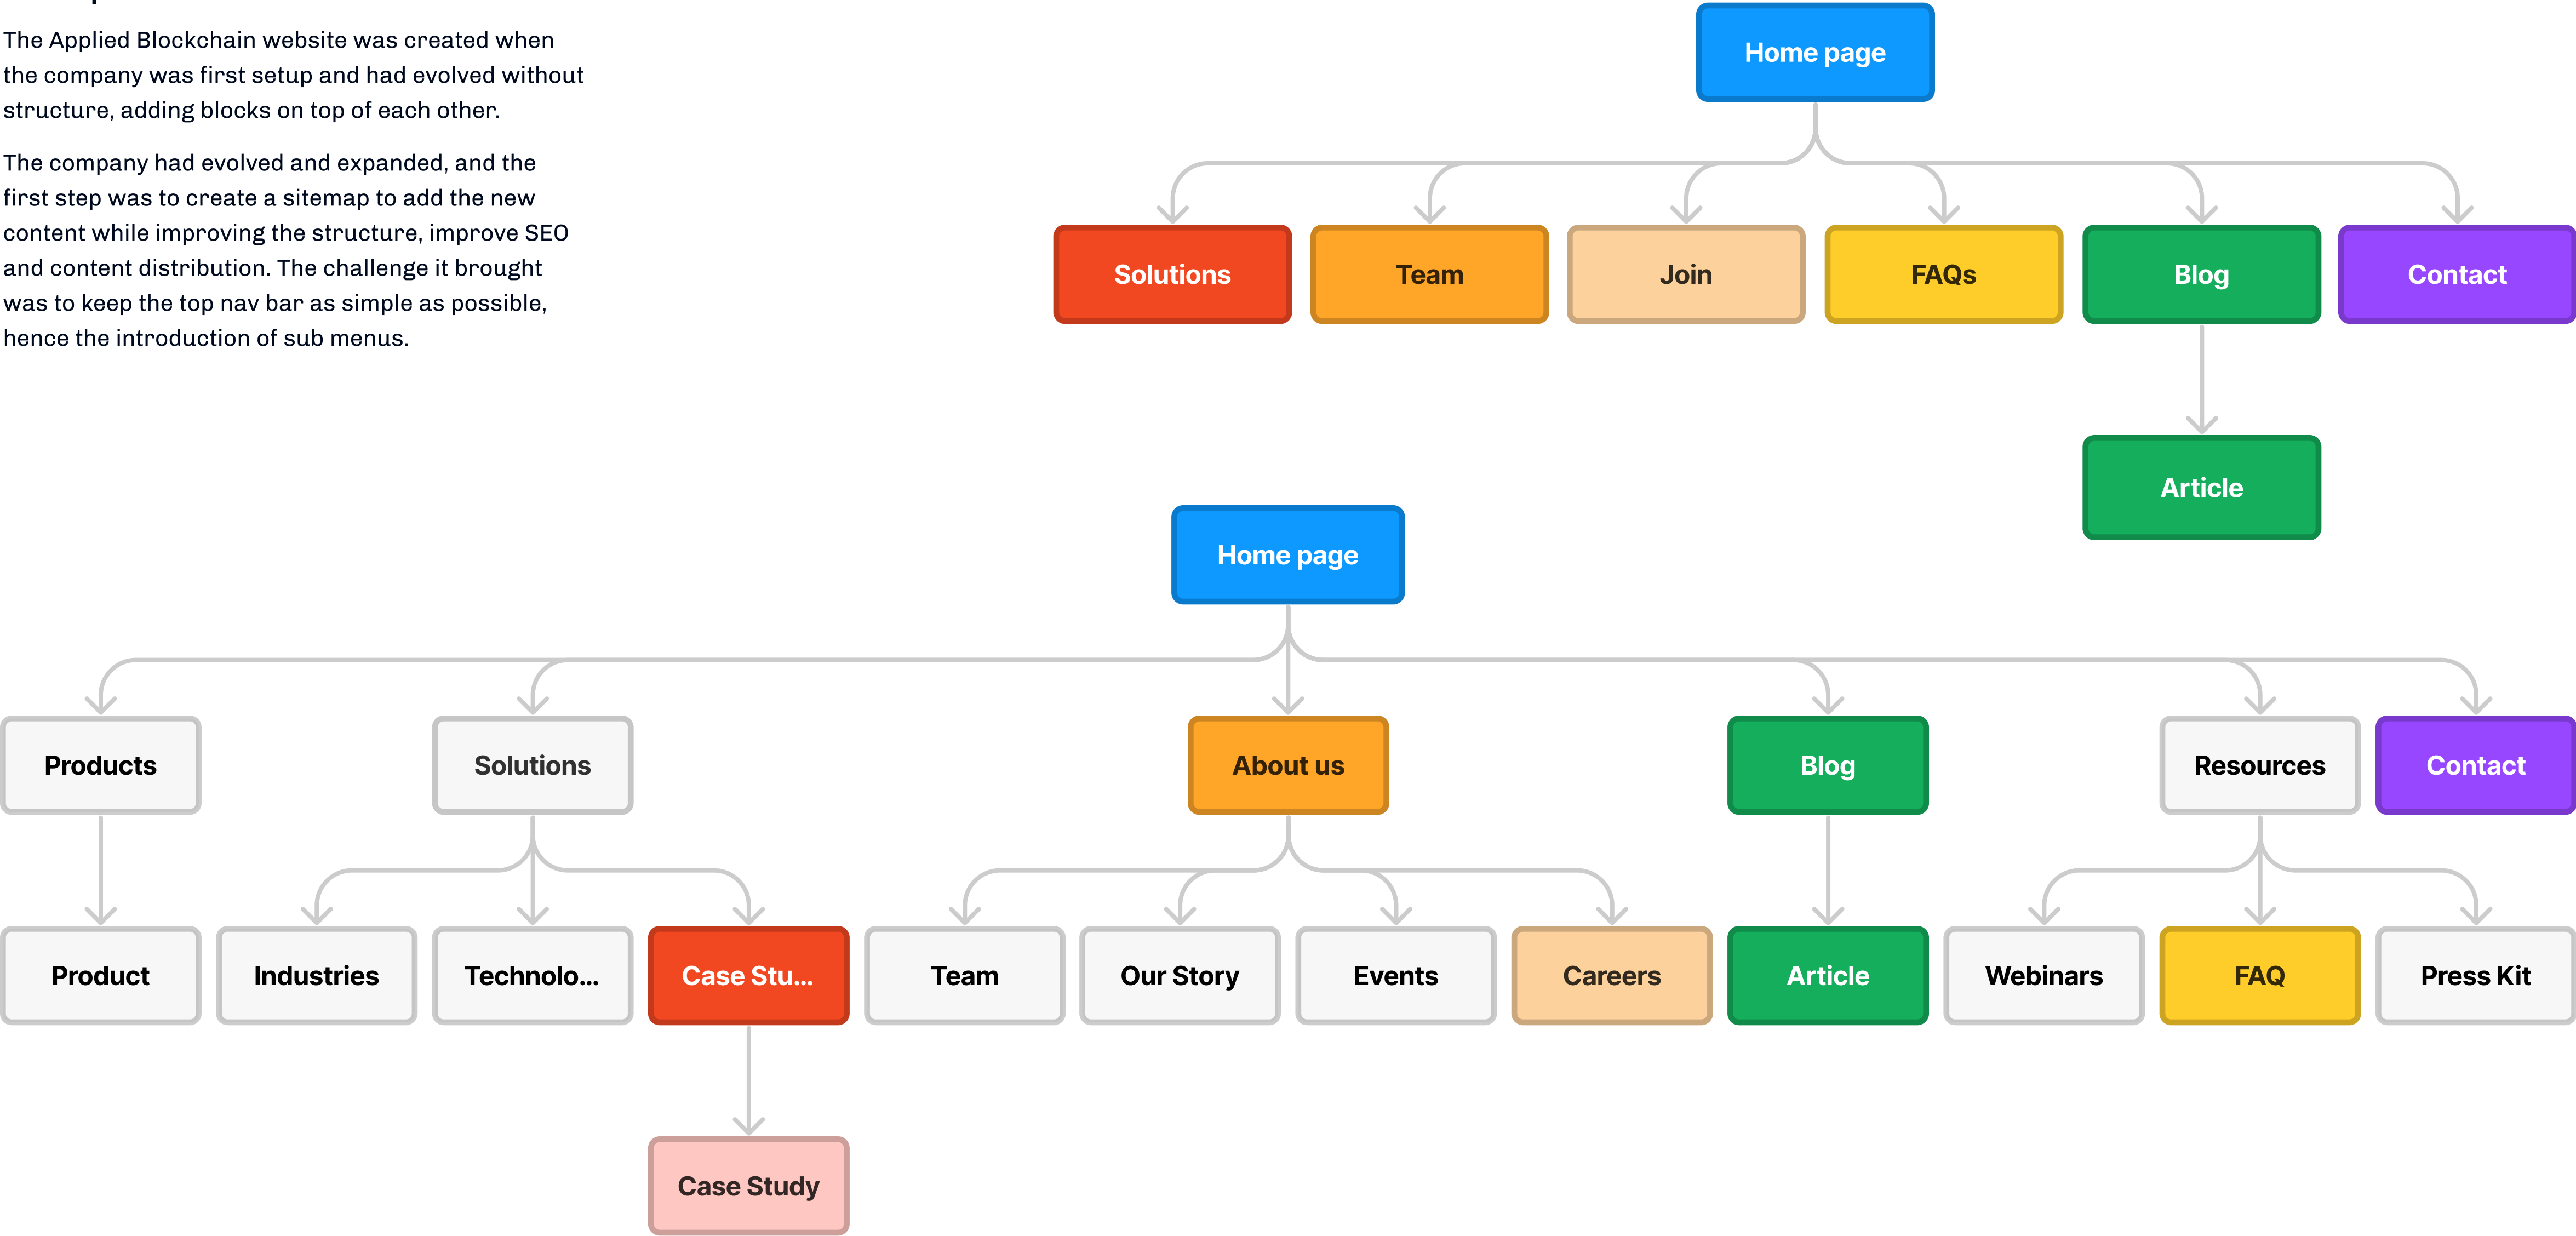 The Applied Blockchain website was created when
the company was first setup and had evolved without
structure, adding blocks on top of each other.
The company had evolved and expanded, and the
first step was to create a sitemap to add the new
content while improving the structure, improve SEO
and content distribution. The challenge it brought
was to keep the top nav bar as simple as possible,
hence the introduction of sub menus.
Home page
Solutions
Team
Join
FAQs
Blog
Contact
Article
Home page
Products
Solutions
About us
Blog
Resources
Contact
Product
Industries
Technolo...
Case Stu...
Team
Our Story
Events
Careers
Article
Webinars
FAQ
Press Kit
Case Study